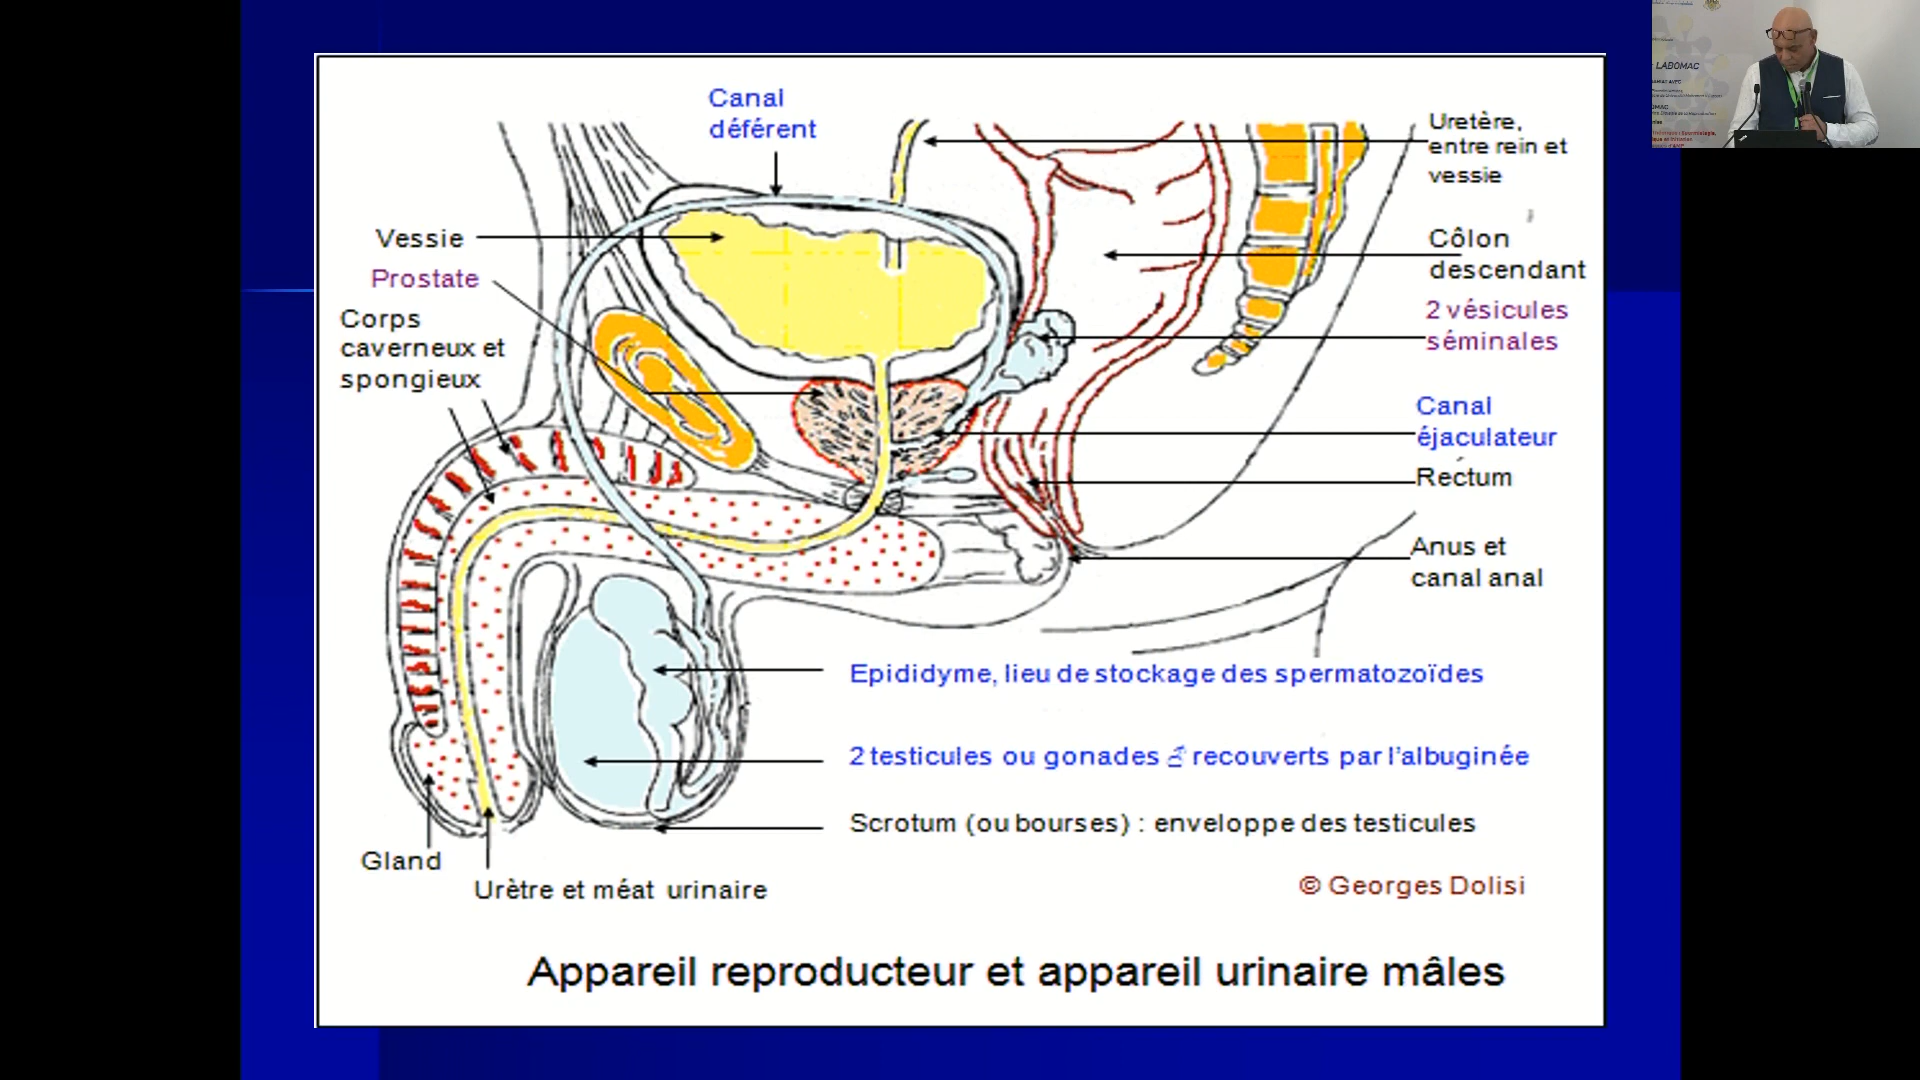 Canal
déférent
Uretère,
entre rein et
vessie
Vessie
Prostate
Côlon
descendant
Corps
caverneux et
spongieux
2 vésicules
séminales
Canal
éjaculateur
Rectum
Anus et
canal anal
Epididyme, lieu de stockage des spermatozoïdes
2 testicules ou gonades ♂ recouverts par l'albuginée
Scrotum (ou bourses) : enveloppe des testicules
Gland
Urètre et méat urinaire
© Georges Dolisi
Appareil reproducteur et appareil urinaire mâles
LABOMAC